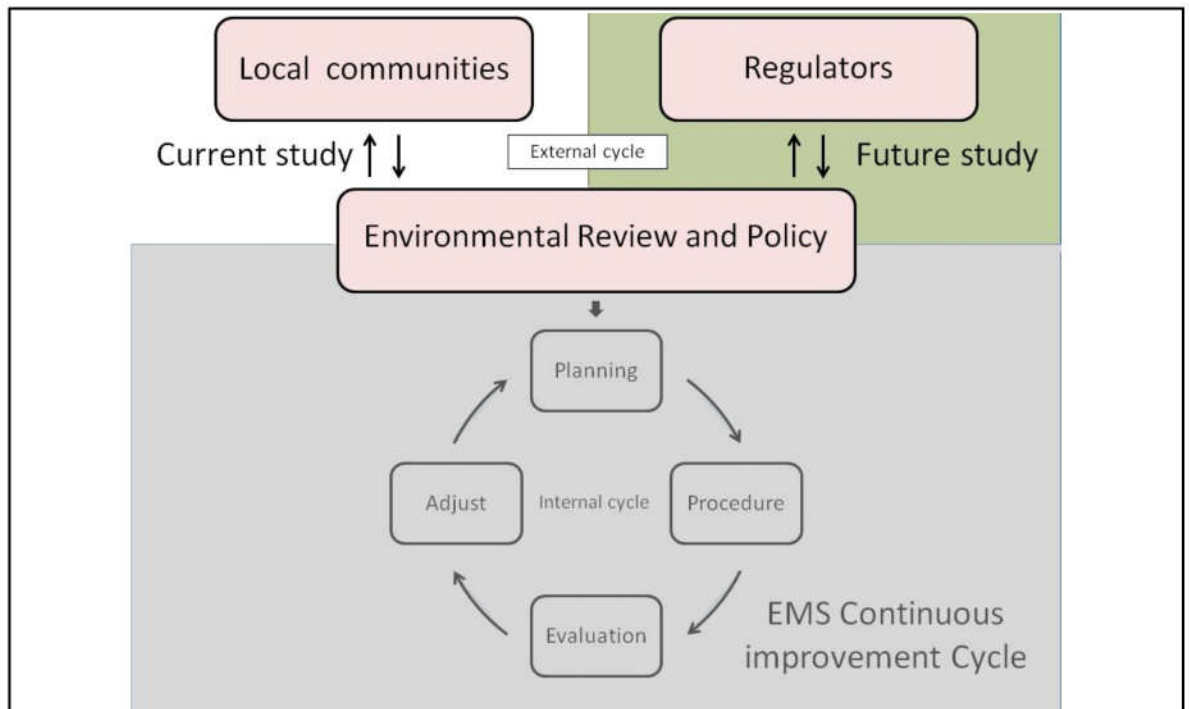 Local communities
Regulators
Current study
External cycle
Future study
Environmental Review and Policy
Planning
Adjust
Internal cycle
Procedure
Evaluation
EMS Continuous
improvement Cycle